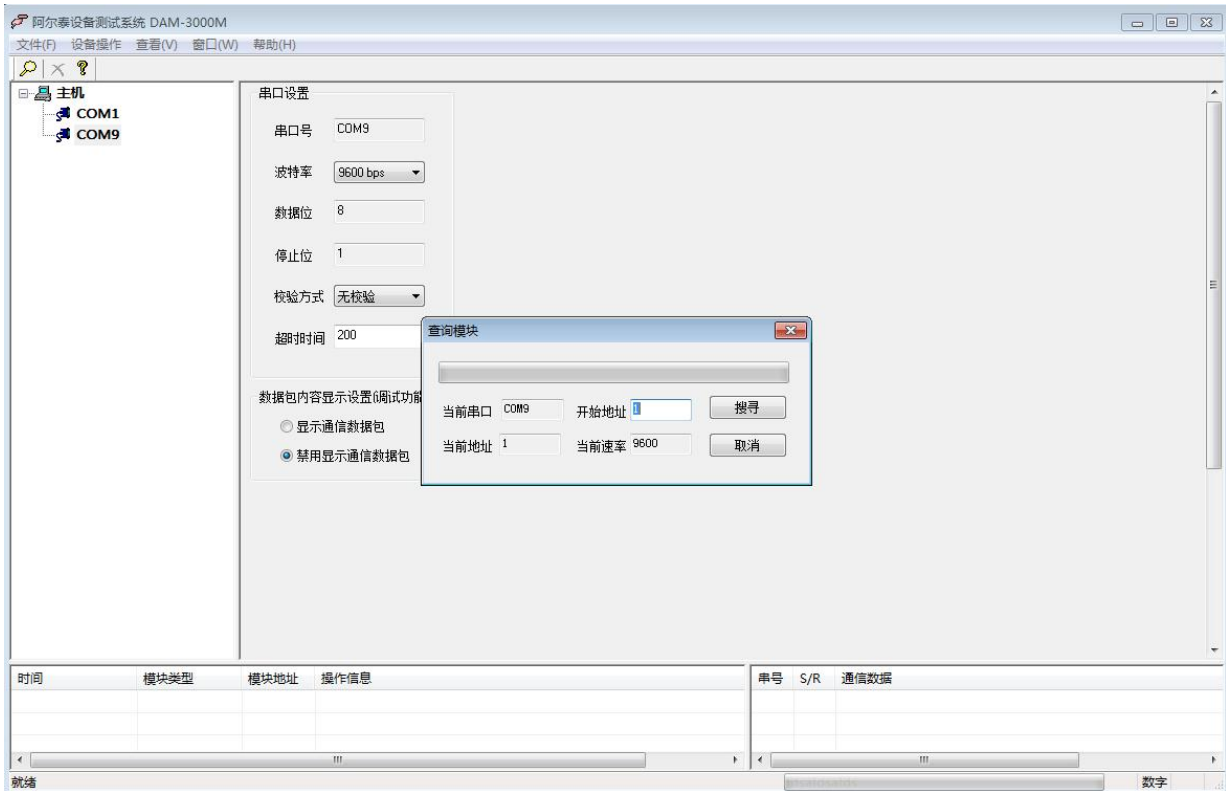 阿尔泰设备测试系统 DAM-3000M
文件(F) 设备操作 查看(V) 窗口(W) 帮助(H)
主机
COM1
COM9
串口设置
串口号 COM9
波特率 9600 bps
数据位 8
停止位 1
校验方式 无校验
超时时间 200
数据包内容显示设置(调试功能
显示通信数据包
禁用显示通信数据包
查询模块
当前串口 COM9 开始地址 1 搜寻
当前地址 1 当前速率 9600 取消
时间 模块类型 模块地址 操作信息
串号 S/R 通信数据
就绪
数字